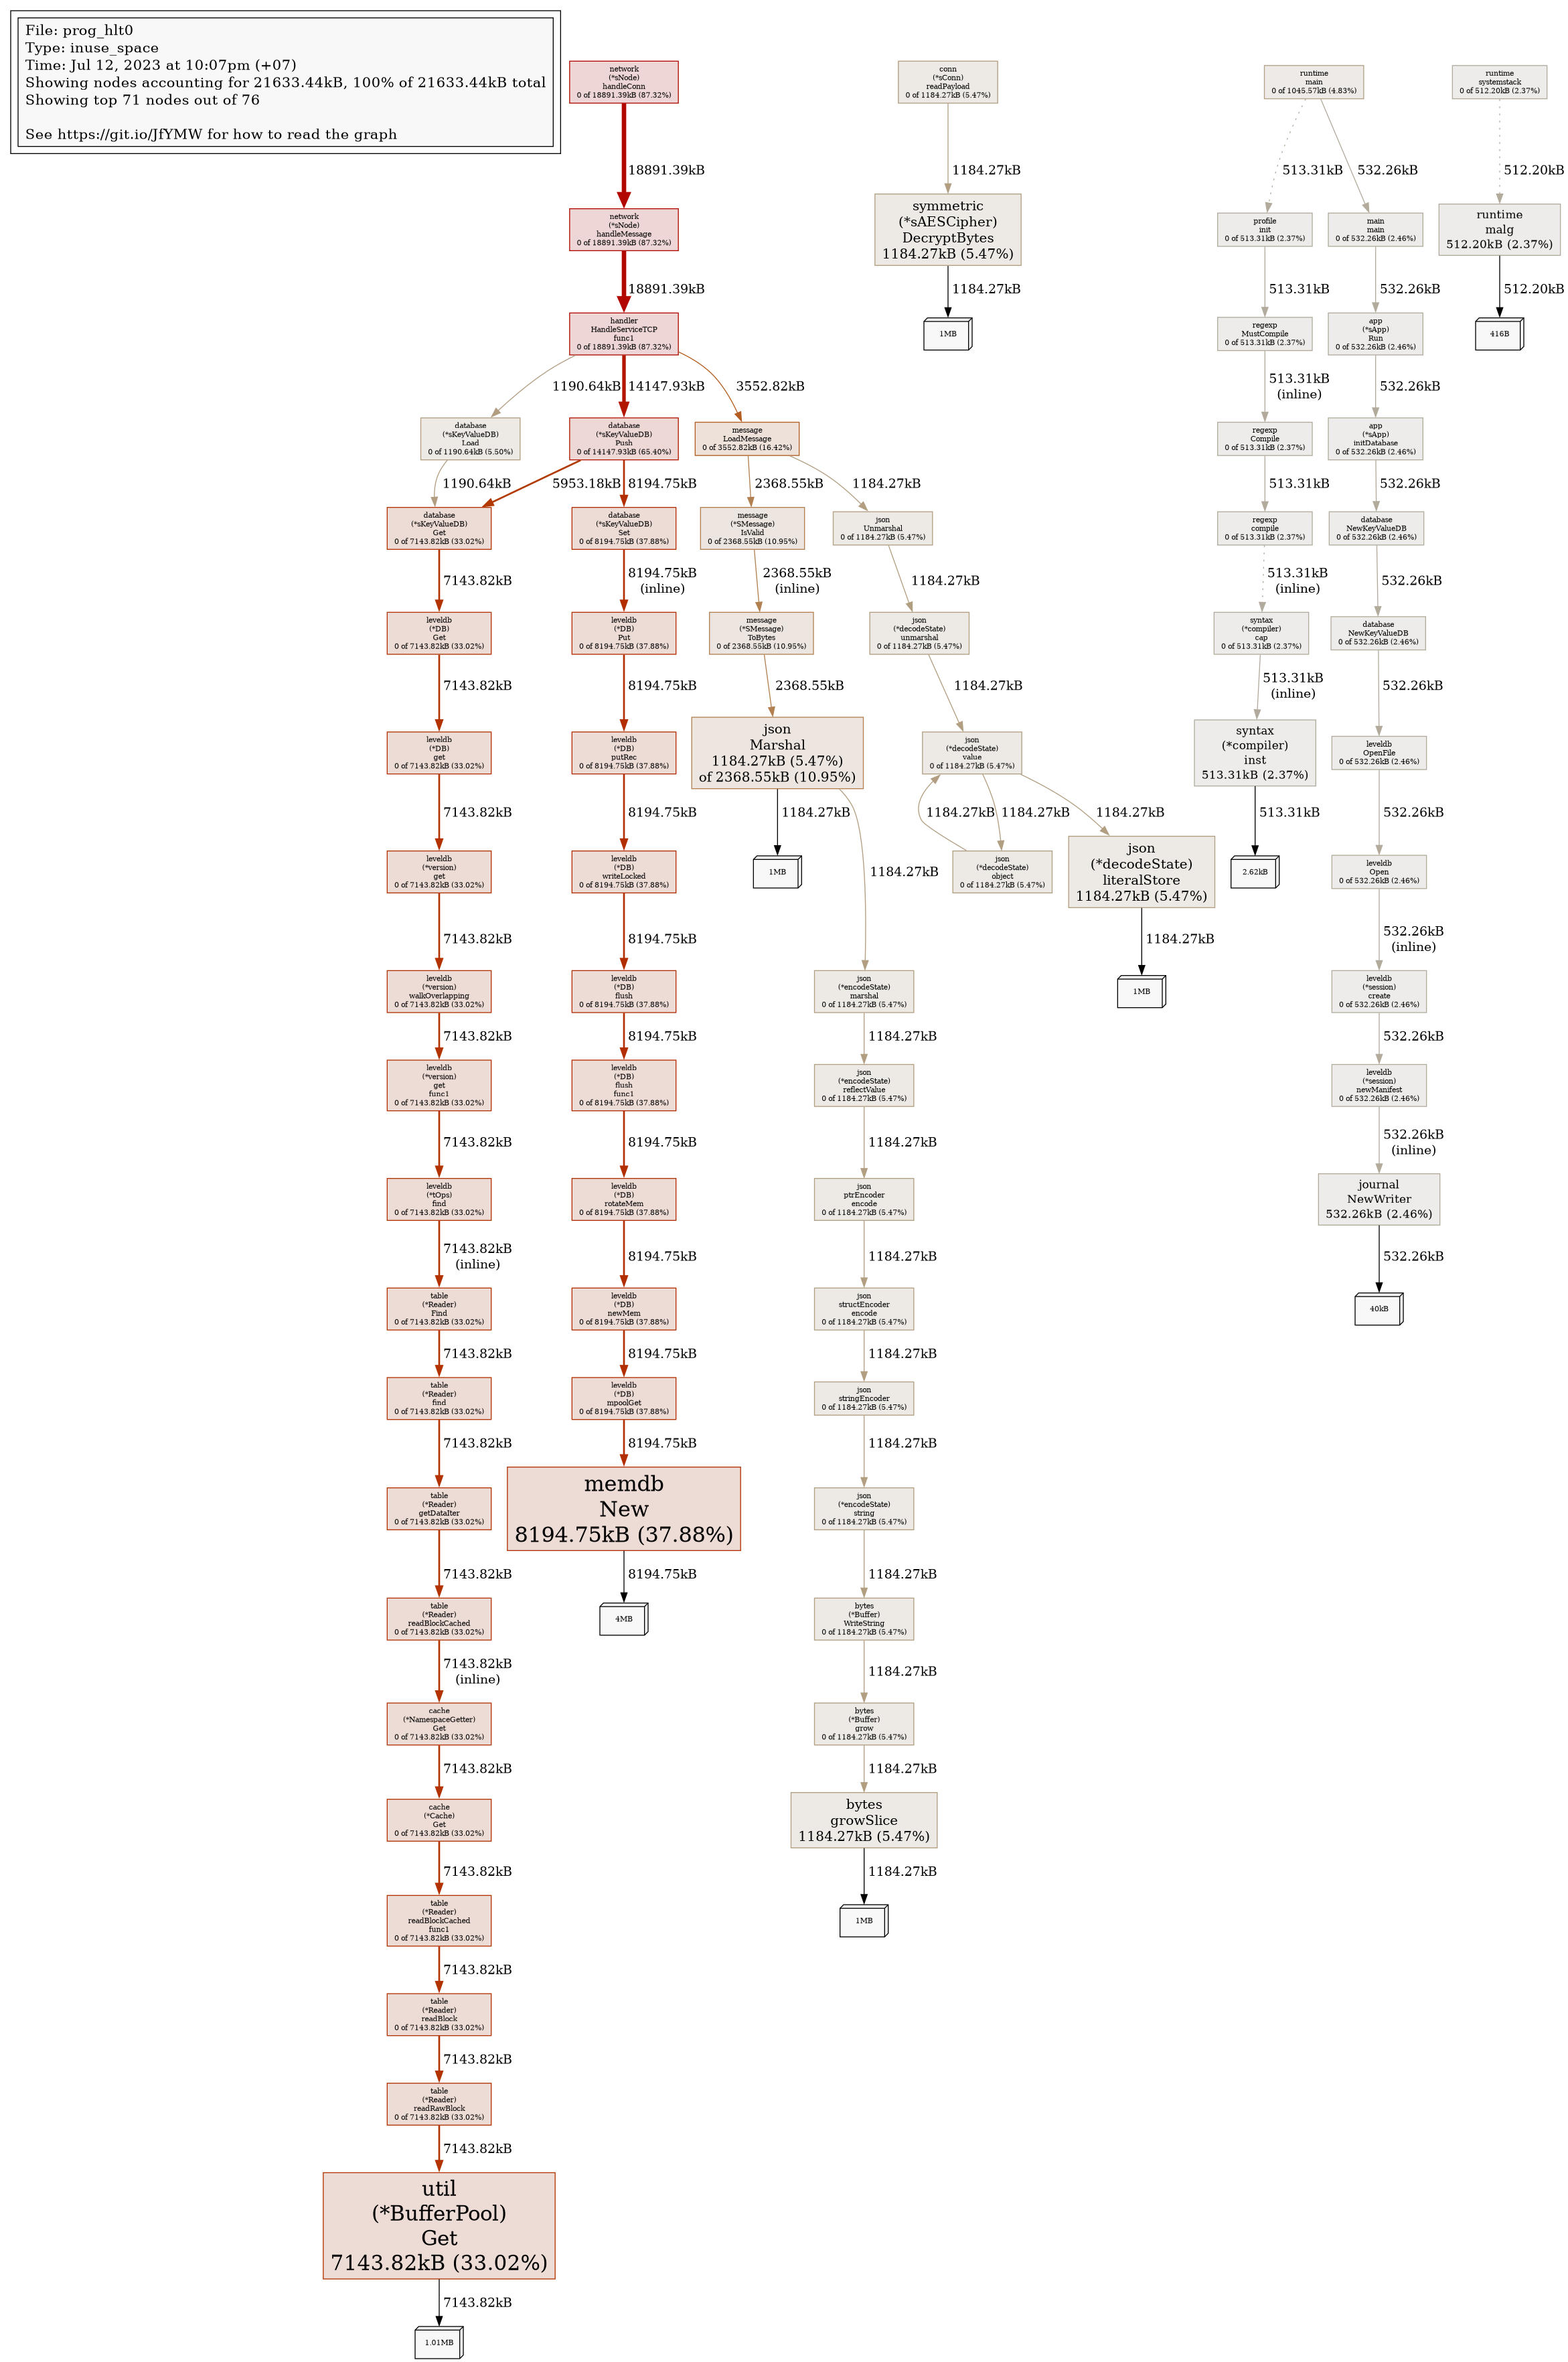 File: prog_hlt0
Type: inuse_space
Time: Jul 12, 2023 at 10:07pm (+07)
Showing nodes accounting for 21633.44kB, 100% of 21633.44kB total
Showing top 71 nodes out of 76
See https://git.io/JfYMW for how to read the graph
network
(*sNode)
handleConn
0 of 18891.39kB (87.32%)
18891.39kB
network
(*sNode)
handleMessage
0 of 18891.39kB (87.32%)
18891.39kB
handler
HandleServiceTCP
func1
0 of 18891.39kB (87.32%)
1190.64kB
14147.93kB
3552.82kB
database
(*sKeyValueDB)
Load
0 of 1190.64kB (5.50%)
database
(*sKeyValueDB)
Push
0 of 14147.93kB (65.40%)
message
LoadMessage
0 of 3552.82kB (16.42%)
1190.64kB
5953.18kB
8194.75kB
2368.55kB
1184.27kB
database
(*sKeyValueDB)
Get
0 of 7143.82kB (33.02%)
7143.82kB
leveldb
(*DB)
Get
0 of 7143.82kB (33.02%)
7143.82kB
leveldb
(*DB)
get
0 of 7143.82kB (33.02%)
7143.82kB
leveldb
(*version)
get
0 of 7143.82kB (33.02%)
7143.82kB
leveldb
(*version)
walkOverlapping
0 of 7143.82kB (33.02%)
7143.82kB
leveldb
(*version)
get
func1
0 of 7143.82kB (33.02%)
7143.82kB
leveldb
(*tOps)
find
0 of 7143.82kB (33.02%)
7143.82kB
(inline)
table
(*Reader)
Find
0 of 7143.82kB (33.02%)
7143.82kB
table
(*Reader)
find
0 of 7143.82kB (33.02%)
7143.82kB
table
(*Reader)
getDataIter
0 of 7143.82kB (33.02%)
7143.82kB
table
(*Reader)
readBlockCached
0 of 7143.82kB (33.02%)
7143.82kB
(inline)
cache
(*NamespaceGetter)
Get
0 of 7143.82kB (33.02%)
7143.82kB
cache
(*Cache)
Get
0 of 7143.82kB (33.02%)
7143.82kB
table
(*Reader)
readBlockCached
func1
0 of 7143.82kB (33.02%)
7143.82kB
table
(*Reader)
readBlock
0 of 7143.82kB (33.02%)
7143.82kB
table
(*Reader)
readRawBlock
0 of 7143.82kB (33.02%)
7143.82kB
util
(*BufferPool)
Get
7143.82kB (33.02%)
7143.82kB
1.01MB
database
(*sKeyValueDB)
Set
0 of 8194.75kB (37.88%)
8194.75kB
(inline)
leveldb
(*DB)
Put
0 of 8194.75kB (37.88%)
8194.75kB
leveldb
(*DB)
putRec
0 of 8194.75kB (37.88%)
8194.75kB
leveldb
(*DB)
writeLocked
0 of 8194.75kB (37.88%)
8194.75kB
leveldb
(*DB)
flush
0 of 8194.75kB (37.88%)
8194.75kB
leveldb
(*DB)
flush
func1
0 of 8194.75kB (37.88%)
8194.75kB
leveldb
(*DB)
rotateMem
0 of 8194.75kB (37.88%)
8194.75kB
leveldb
(*DB)
newMem
0 of 8194.75kB (37.88%)
8194.75kB
leveldb
(*DB)
mpoolGet
0 of 8194.75kB (37.88%)
8194.75kB
memdb
New
8194.75kB (37.88%)
8194.75kB
4MB
message
(*SMessage)
IsValid
0 of 2368.55kB (10.95%)
2368.55kB
(inline)
message
(*SMessage)
ToBytes
0 of 2368.55kB (10.95%)
2368.55kB
json
Marshal
1184.27kB (5.47%)
of 2368.55kB (10.95%)
1184.27kB
1MB
1184.27kB
json
(*encodeState)
marshal
0 of 1184.27kB (5.47%)
1184.27kB
json
(*encodeState)
reflectValue
0 of 1184.27kB (5.47%)
1184.27kB
json
ptrEncoder
encode
0 of 1184.27kB (5.47%)
1184.27kB
json
structEncoder
encode
0 of 1184.27kB (5.47%)
1184.27kB
json
stringEncoder
0 of 1184.27kB (5.47%)
1184.27kB
json
(*encodeState)
string
0 of 1184.27kB (5.47%)
1184.27kB
bytes
(*Buffer)
WriteString
0 of 1184.27kB (5.47%)
1184.27kB
bytes
(*Buffer)
grow
0 of 1184.27kB (5.47%)
1184.27kB
bytes
growSlice
1184.27kB (5.47%)
1184.27kB
1MB
json
Unmarshal
0 of 1184.27kB (5.47%)
1184.27kB
json
(*decodeState)
unmarshal
0 of 1184.27kB (5.47%)
1184.27kB
json
(*decodeState)
value
0 of 1184.27kB (5.47%)
1184.27kB
1184.27kB
1184.27kB
json
(*decodeState)
object
0 of 1184.27kB (5.47%)
json
(*decodeState)
literalStore
1184.27kB (5.47%)
1184.27kB
1MB
conn
(*sConn)
readPayload
0 of 1184.27kB (5.47%)
1184.27kB
symmetric
(*sAESCipher)
DecryptBytes
1184.27kB (5.47%)
1184.27kB
1MB
runtime
main
0 of 1045.57kB (4.83%)
513.31kB
532.26kB
profile
init
0 of 513.31kB (2.37%)
513.31kB
regexp
MustCompile
0 of 513.31kB (2.37%)
513.31kB
(inline)
regexp
Compile
0 of 513.31kB (2.37%)
513.31kB
regexp
compile
0 of 513.31kB (2.37%)
513.31kB
(inline)
syntax
(*compiler)
cap
0 of 513.31kB (2.37%)
513.31kB
(inline)
syntax
(*compiler)
inst
513.31kB (2.37%)
513.31kB
2.62kB
main
main
0 of 532.26kB (2.46%)
532.26kB
app
(*sApp)
Run
0 of 532.26kB (2.46%)
532.26kB
app
(*sApp)
initDatabase
0 of 532.26kB (2.46%)
532.26kB
database
NewKeyValueDB
0 of 532.26kB (2.46%)
532.26kB
database
NewKeyValueDB
0 of 532.26kB (2.46%)
532.26kB
leveldb
OpenFile
0 of 532.26kB (2.46%)
532.26kB
leveldb
Open
0 of 532.26kB (2.46%)
532.26kB
(inline)
leveldb
(*session)
create
0 of 532.26kB (2.46%)
532.26kB
leveldb
(*session)
newManifest
0 of 532.26kB (2.46%)
532.26kB
(inline)
journal
NewWriter
532.26kB (2.46%)
532.26kB
40kB
runtime
systemstack
0 of 512.20kB (2.37%)
512.20kB
runtime
malg
512.20kB (2.37%)
512.20kB
416B